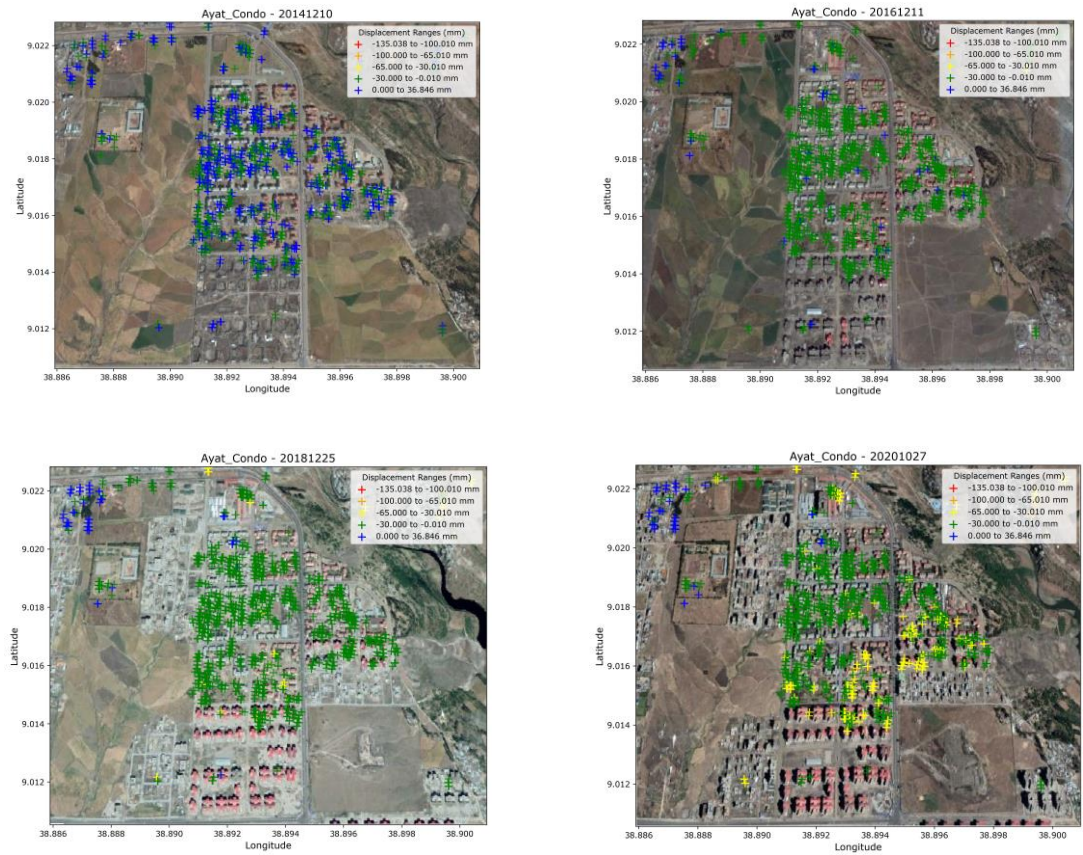 Ayat_Condo - 20141210
Displacement Ranges (mm)
-135.038 to -100.010 mm
-100.000 to -65.010 mm
-65.000 to -30.010 mm
-30.000 to -0.010 mm
0.000 to 36.846 mm
Latitude
9.022
9.020
9.018
9.016
9.014
9.012
38.886 38.888 38.890 38.892 38.894 38.896 38.898 38.900
Longitude
Ayat_Condo - 20161211
Displacement Ranges (mm)
-135.038 to -100.010 mm
-100.000 to -65.010 mm
-65.000 to -30.010 mm
-30.000 to -0.010 mm
0.000 to 36.846 mm
Latitude
9.022
9.020
9.018
9.016
9.014
9.012
38.886 38.888 38.890 38.892 38.894 38.896 38.898 38.900
Longitude
Ayat_Condo - 20181225
Displacement Ranges (mm)
-135.038 to -100.010 mm
-100.000 to -65.010 mm
-65.000 to -30.010 mm
-30.000 to -0.010 mm
0.000 to 36.846 mm
Latitude
9.022
9.020
9.018
9.016
9.014
9.012
38.886 38.888 38.890 38.892 38.894 38.896 38.898 38.900
Longitude
Ayat_Condo - 20201027
Displacement Ranges (mm)
-135.038 to -100.010 mm
-100.000 to -65.010 mm
-65.000 to -30.010 mm
-30.000 to -0.010 mm
0.000 to 36.846 mm
Latitude
9.022
9.020
9.018
9.016
9.014
9.012
38.886 38.888 38.890 38.892 38.894 38.896 38.898 38.900
Longitude